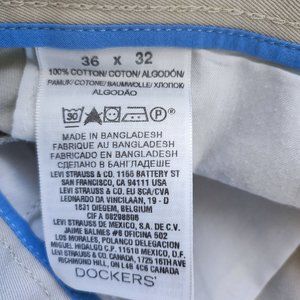 36 x 32
100% COTTON/COTON/ALGODÓN/
PAMUK/COTONE/BAUMWOLLE/ХЛОПОК/
ALGODÃO
MADE IN BANGLADESH
FABRIQUE AU BANGLADESH
FABRICADO EN BANGLADESH
СДЕЛАНО В БАНГЛАДЕШЕ
LEVI STRAUSS & CO. 1155 BATTERY ST
SAN FRANCISCO, CA 94111 USA
LEVI STRAUSS & CO. EU SCA/CVA
LEONARDO DA VINCILAAN, 19 - D
1831 DIEGEM, BELGIUM
CIF A 08298808
LEVI STRAUSS DE MEXICO, S.A. DE C.V.
JAIME BALMES #8 OFICINA 502
LOS MORALES, POLANCO DELEGACION
MIGUEL HIDALGO C.P. 11510 MEXICO, D.F.
LEVI STRAUSS & CO. CANADA, 1725 16TH AVE
RICHMOND HILL, ON L4B 4C6 CANADA
DOCKERS®